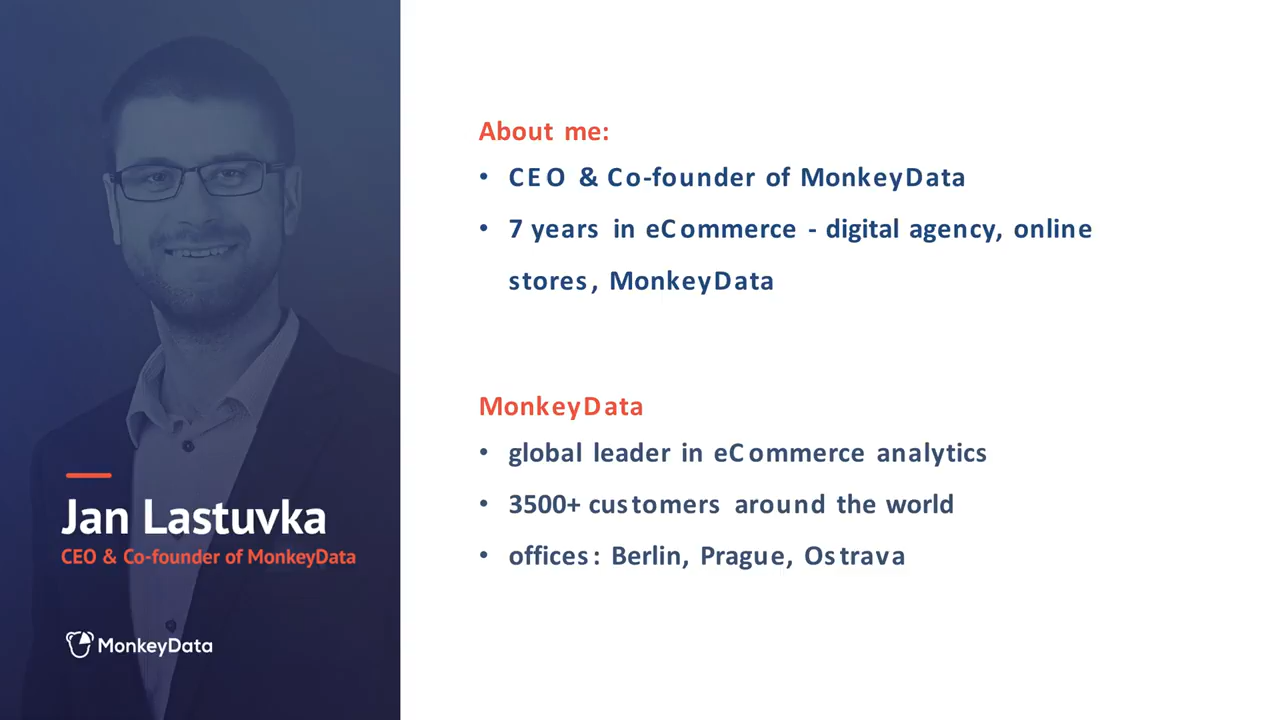 About me:
• CEO & Co-founder of MonkeyData
• 7 years in eCommerce - digital agency, online
stores, MonkeyData
MonkeyData
• global leader in eCommerce analytics
• 3500+ customers around the world
• offices: Berlin, Prague, Ostrava
Jan Lastuvka
CEO & Co-founder of MonkeyData
MonkeyData